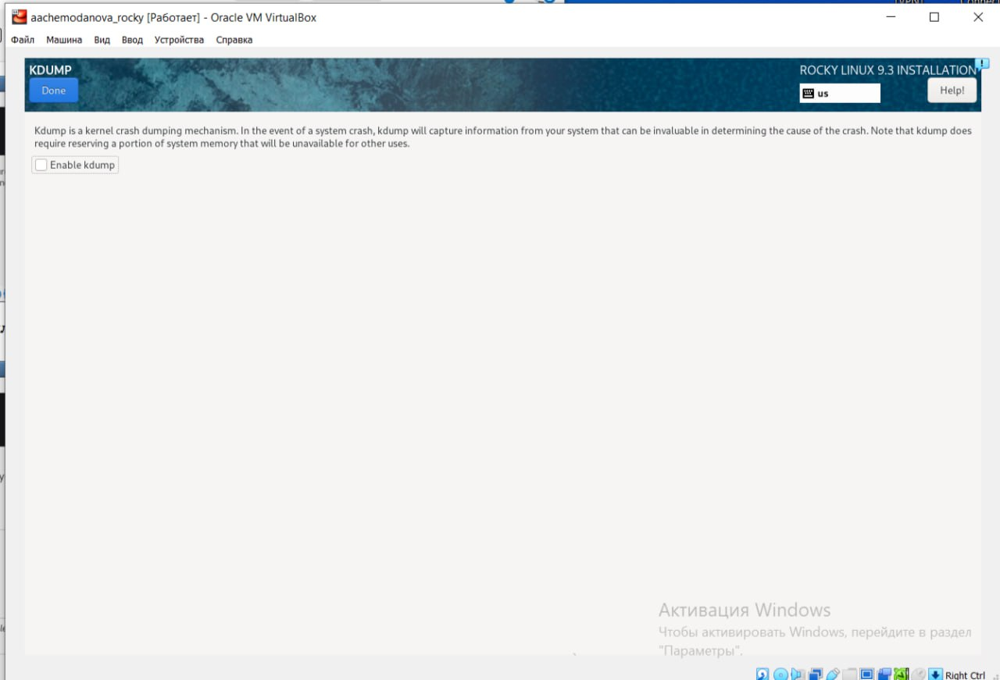 aachemodanova_rocky [Работает] - Oracle VM VirtualBox
Файл Машина Вид Ввод Устройства Справка
KDUMP
ROCKY LINUX 9.3 INSTALLATION
Done
us
Help!
Kdump is a kernel crash dumping mechanism. In the event of a system crash, kdump will capture information from your system that can be invaluable in determining the cause of the crash. Note that kdump does
require reserving a portion of system memory that will be unavailable for other uses.
Enable kdump
Активация Windows
Чтобы активировать Windows, перейдите в раздел
"Параметры".
Right Ctrl